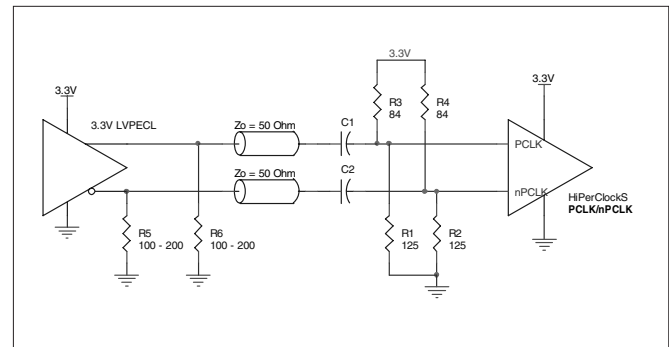 3.3V
3.3V LVPECL
Zo = 50 Ohm
C1
3.3V
R3
84
R4
84
3.3V
PCLK
Zo = 50 Ohm
C2
nPCLK
HiPerClockS
PCLK/nPCLK
R5
100 - 200
R6
100 - 200
R1
125
R2
125